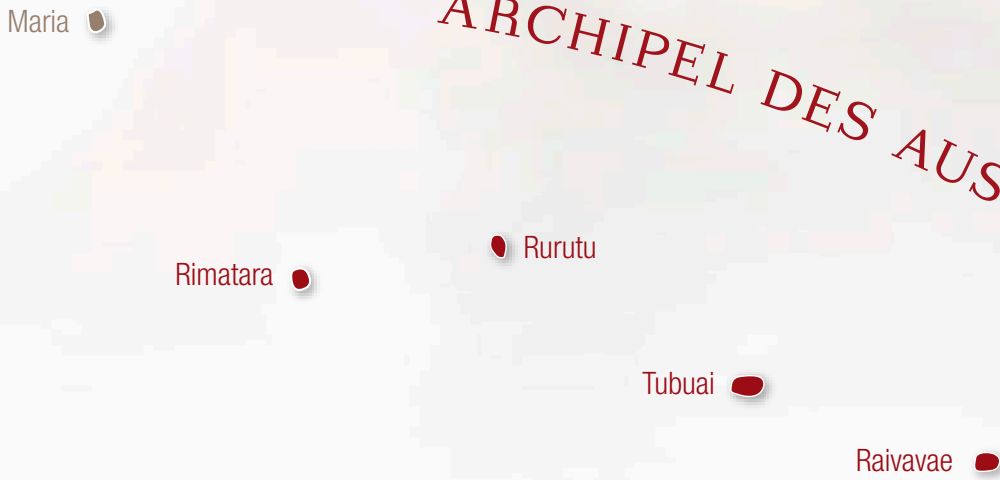 Maria
ARCHIPEL DES AUS
Rurutu
Rimatara
Tubuai
Raivavae